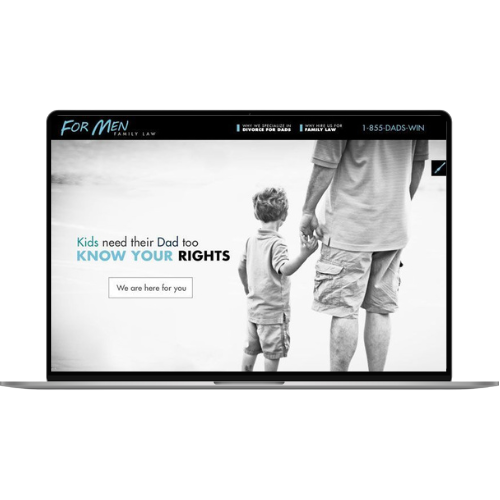 FOR MEN
FAMILY LAW
WHY WE SPECIALIZE IN
DIVORCE FOR DADS
WHY HIRE US FOR
FAMILY LAW
1-855-DADS-WIN
Kids need their Dad too
KNOW YOUR RIGHTS
We are here for you